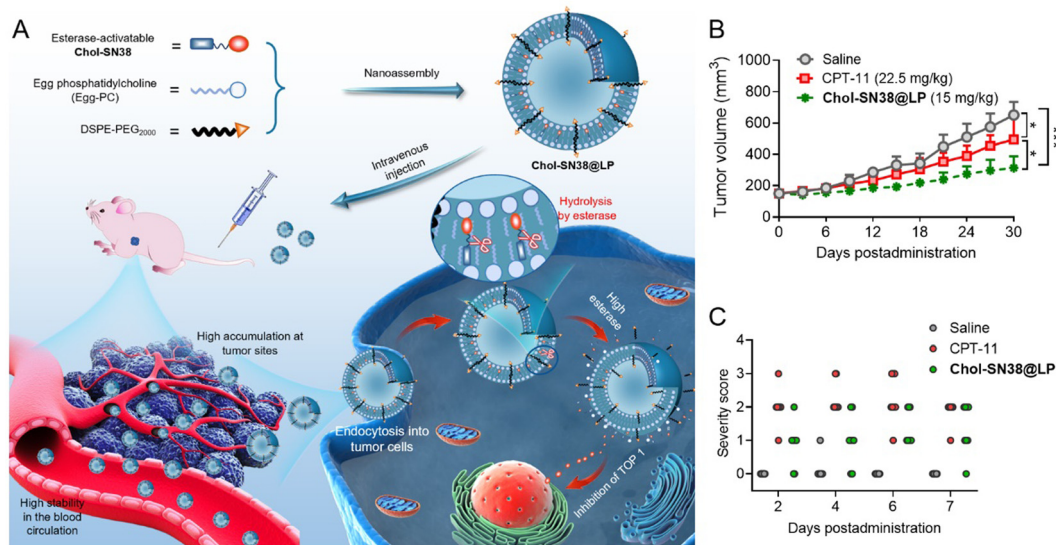 A
Esterase-activatable
Chol-SN38
=
Egg phosphatidylcholine
(Egg-PC)
=
DSPE-PEG2000
=
Nanoassembly
Chol-SN38@LP
Intravenous
injection
Hydrolysis
by esterase
High
esterase
High accumulation at
tumor sites
Endocytosis into
tumor cells
Inhibition of TOP 1
High stability
in the blood
circulation
B
Tumor volume (mm3)
1000
800
600
400
200
0
Saline
CPT-11 (22.5 mg/kg)
Chol-SN38@LP (15 mg/kg)
*
*
***
0 6 12 18 24 30
Days postadministration
C
Saline
CPT-11
Chol-SN38@LP
Severity score
4
3
2
1
0
2 4 6 7
Days postadministration